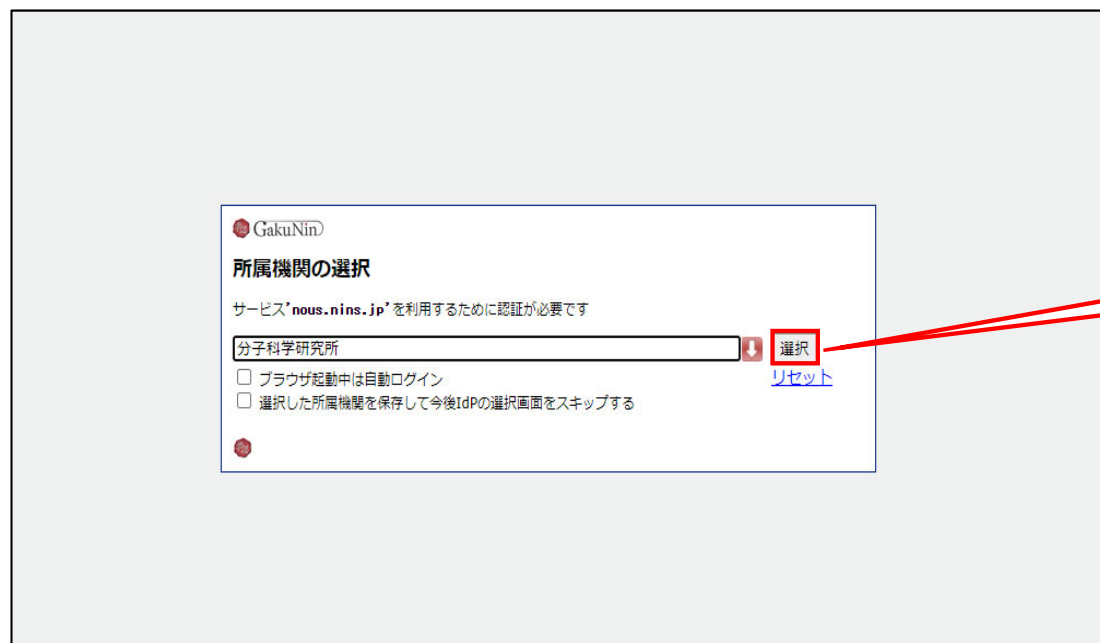 GakuNin
所属機関の選択
サービス'nous.nins.jp'を利用するために認証が必要です
分子科学研究所 選択
ブラウザ起動中は自動ログイン リセット
選択した所属機関を保存して今後IdPの選択画面をスキップする